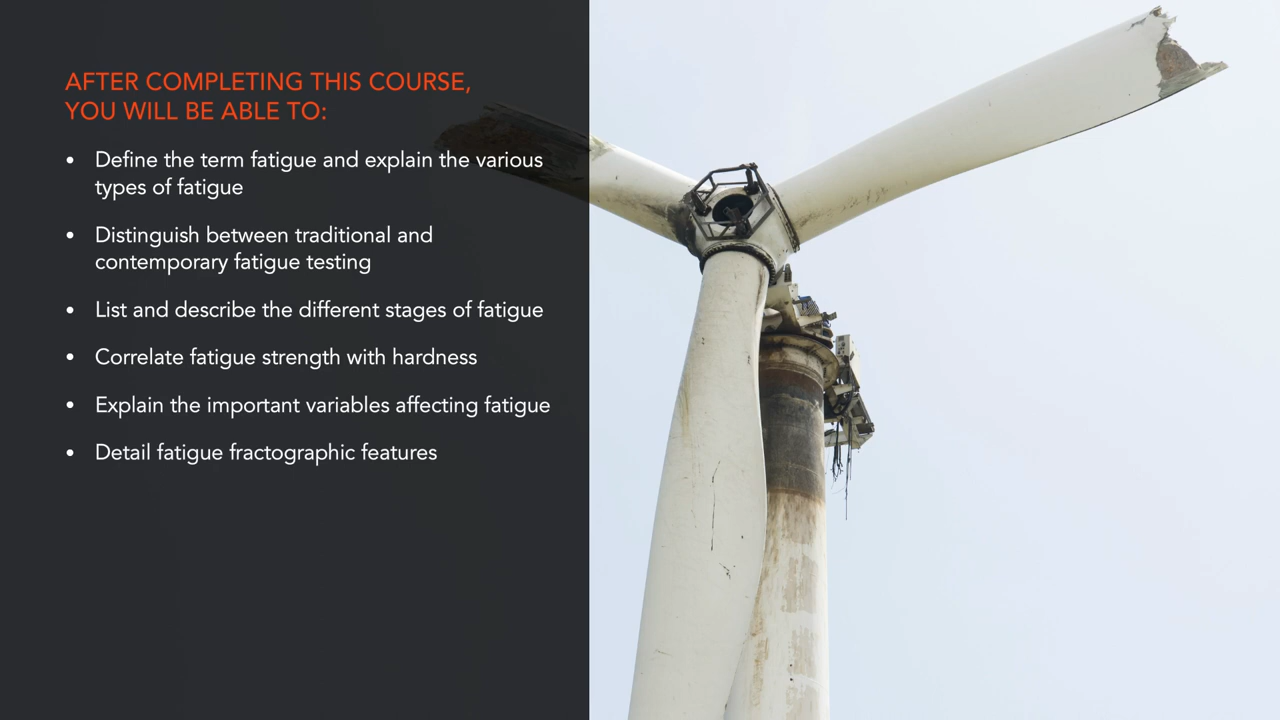 AFTER COMPLETING THIS COURSE,
YOU WILL BE ABLE TO:
• Define the term fatigue and explain the various
types of fatigue
• Distinguish between traditional and
contemporary fatigue testing
• List and describe the different stages of fatigue
• Correlate fatigue strength with hardness
• Explain the important variables affecting fatigue
• Detail fatigue fractographic features